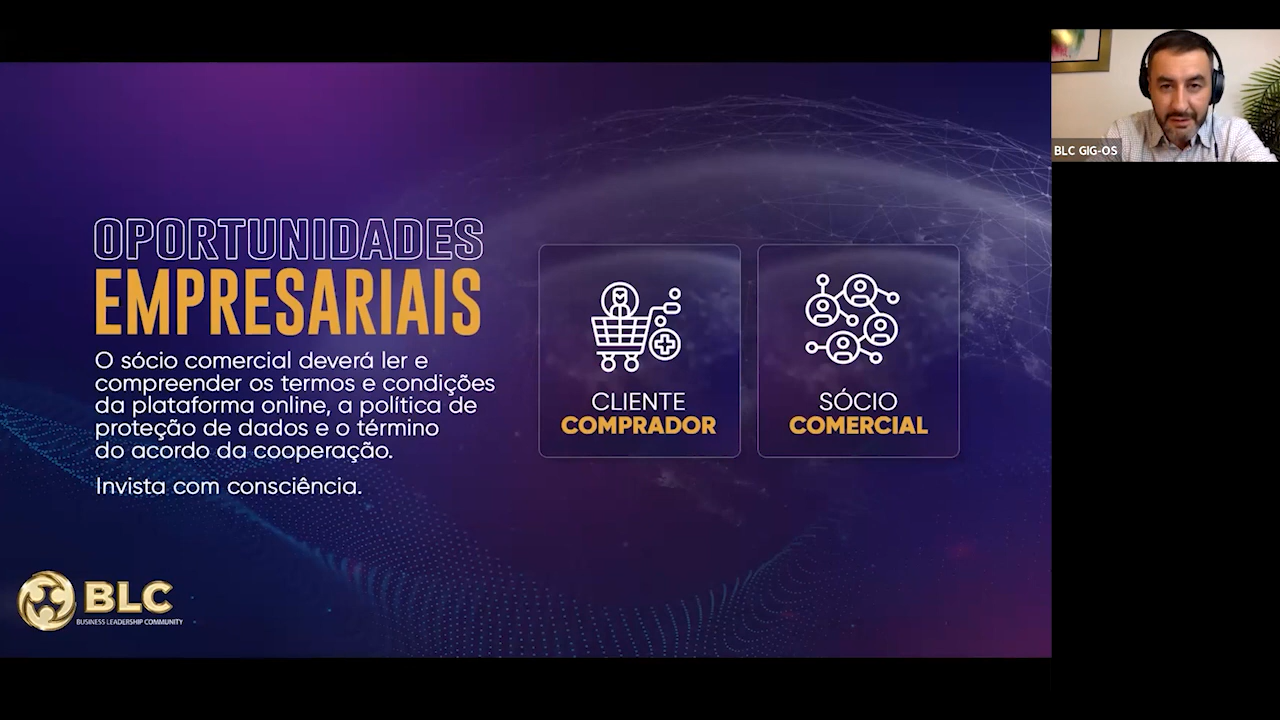 OPORTUNIDADES
EMPRESARIAIS
O sócio comercial deverá ler e
compreender os termos e condições
da plataforma online, a política de
proteção de dados e o término
do acordo da cooperação.
Invista com consciência.
CLIENTE
COMPRADOR
SÓCIO
COMERCIAL
BLC
BUSINESS LEADERSHIP COMMUNITY
BLC GIG-OS